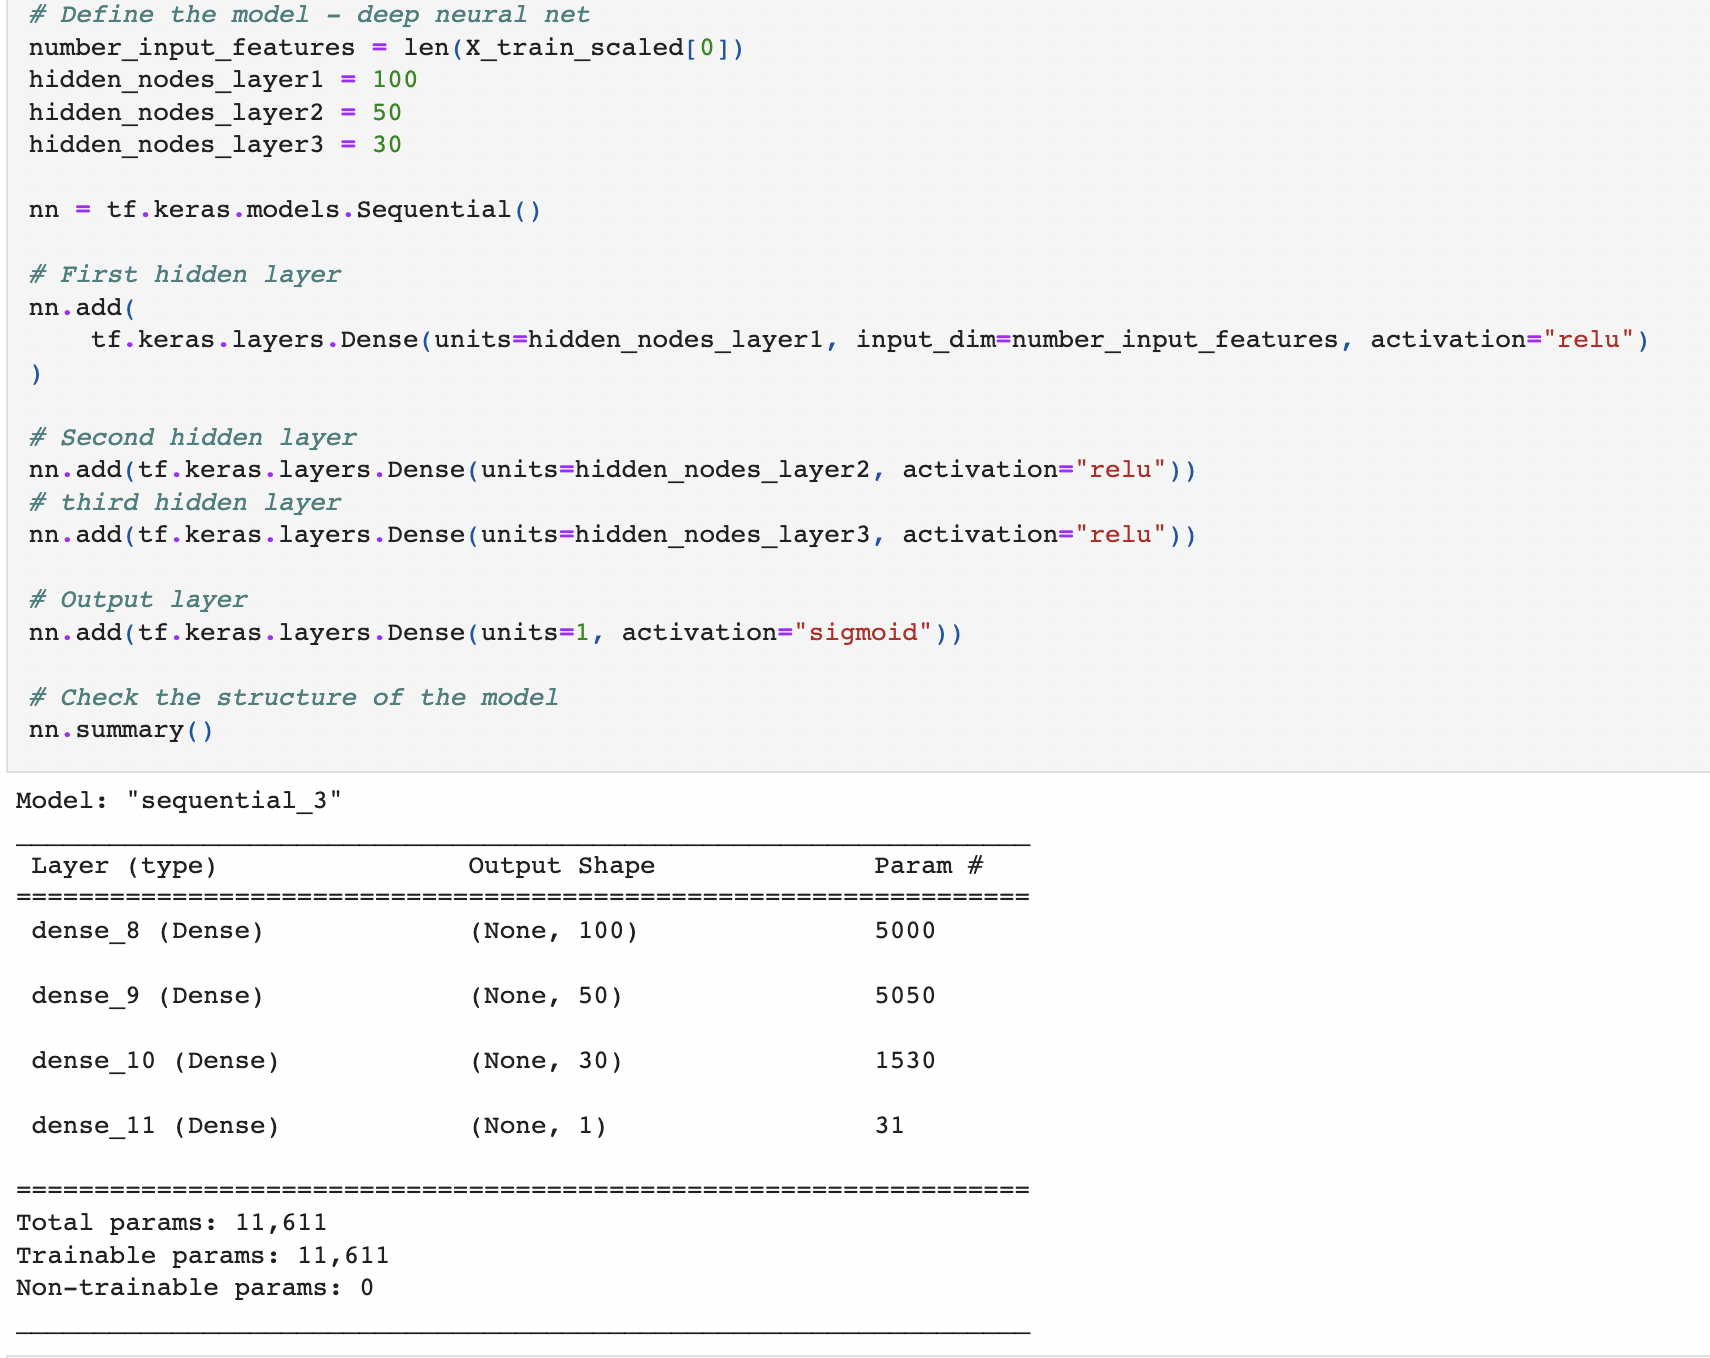 # Define the model – deep neural net
number_input_features = len(X_train_scaled[0])
hidden_nodes_layer1 = 100
hidden_nodes_layer2 = 50
hidden_nodes_layer3 = 30
nn = tf.keras.models.Sequential()
# First hidden layer
nn.add(
    tf.keras.layers.Dense(units=hidden_nodes_layer1, input_dim=number_input_features, activation="relu")
)
# Second hidden layer
nn.add(tf.keras.layers.Dense(units=hidden_nodes_layer2, activation="relu"))
# third hidden layer
nn.add(tf.keras.layers.Dense(units=hidden_nodes_layer3, activation="relu"))
# Output layer
nn.add(tf.keras.layers.Dense(units=1, activation="sigmoid"))
# Check the structure of the model
nn.summary()
Model: "sequential_3"
_________________________________________________________________
Layer (type)                Output Shape              Param #
=================================================================
dense_8 (Dense)             (None, 100)               5000
dense_9 (Dense)             (None, 50)                5050
dense_10 (Dense)            (None, 30)                1530
dense_11 (Dense)            (None, 1)                 31
=================================================================
Total params: 11,611
Trainable params: 11,611
Non-trainable params: 0
_________________________________________________________________